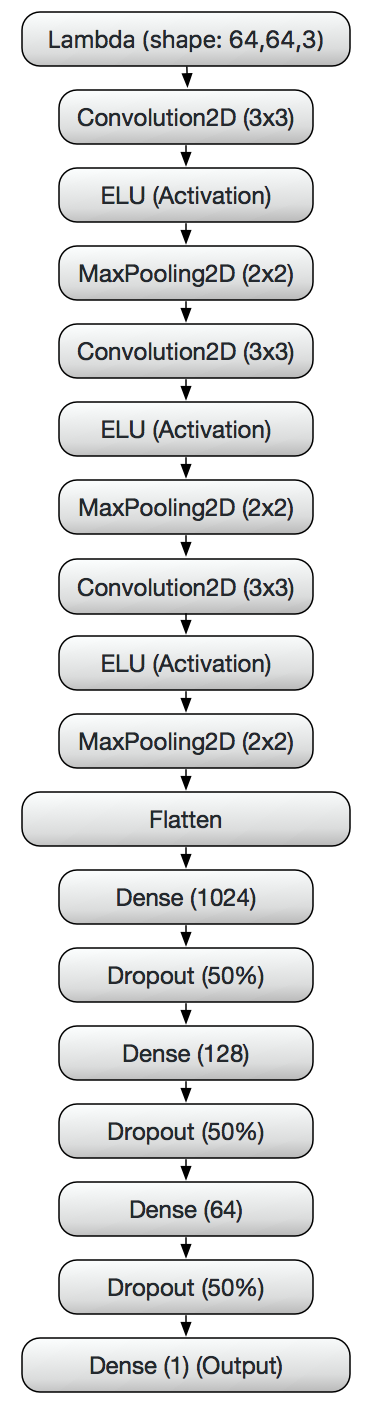 Lambda (shape: 64,64,3)
Convolution2D (3x3)
ELU (Activation)
MaxPooling2D (2x2)
Convolution2D (3x3)
ELU (Activation)
MaxPooling2D (2x2)
Convolution2D (3x3)
ELU (Activation)
MaxPooling2D (2x2)
Flatten
Dense (1024)
Dropout (50%)
Dense (128)
Dropout (50%)
Dense (64)
Dropout (50%)
Dense (1) (Output)